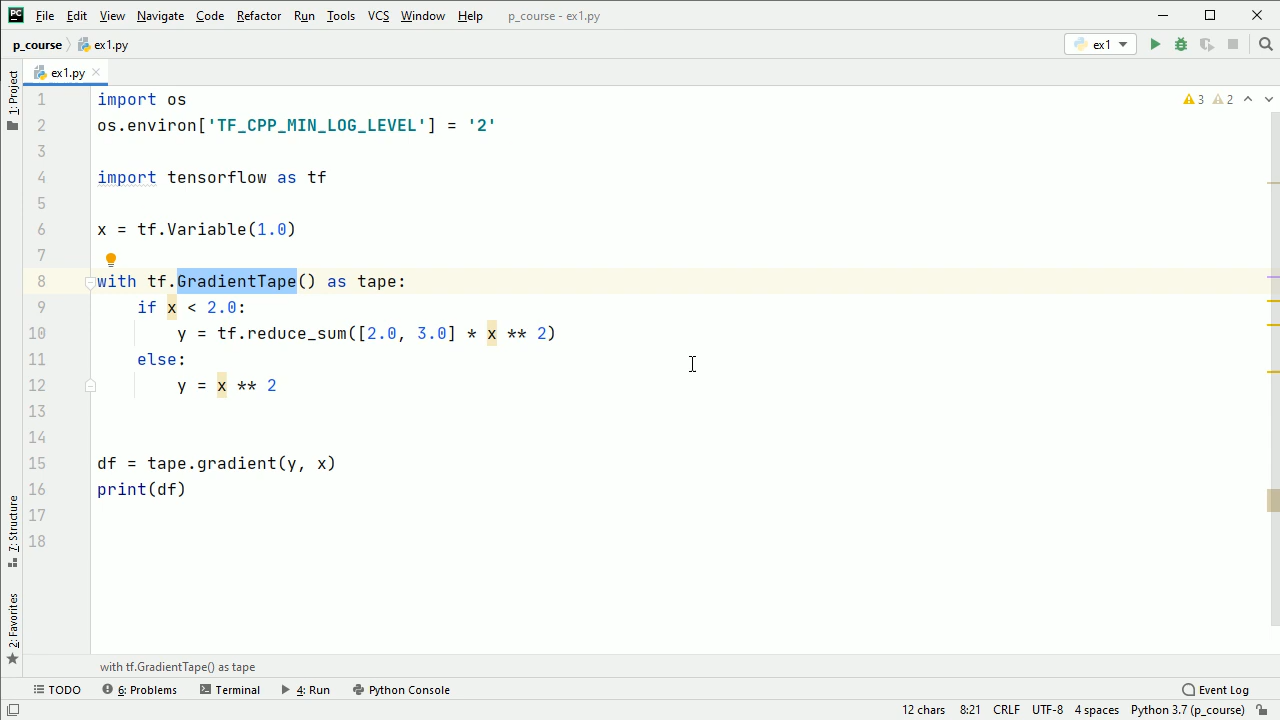 File Edit View Navigate Code Refactor Run Tools VCS Window Help p_course - ex1.py
p_course ex1.py ex1
ex1.py
1: Project
3 2
1 import os
2 os.environ['TF_CPP_MIN_LOG_LEVEL'] = '2'
3
4 import tensorflow as tf
5
6 x = tf.Variable(1.0)
7
8 with tf.GradientTape() as tape:
9 if x < 2.0:
10 y = tf.reduce_sum([2.0, 3.0] * x ** 2)
11 else:
12 y = x ** 2
13
14
15 df = tape.gradient(y, x)
16 print(df)
17
18
7: Structure
2: Favorites
with tf.GradientTape() as tape
TODO 6: Problems Terminal 4: Run Python Console Event Log
12 chars 8:21 CRLF UTF-8 4 spaces Python 3.7 (p_course)